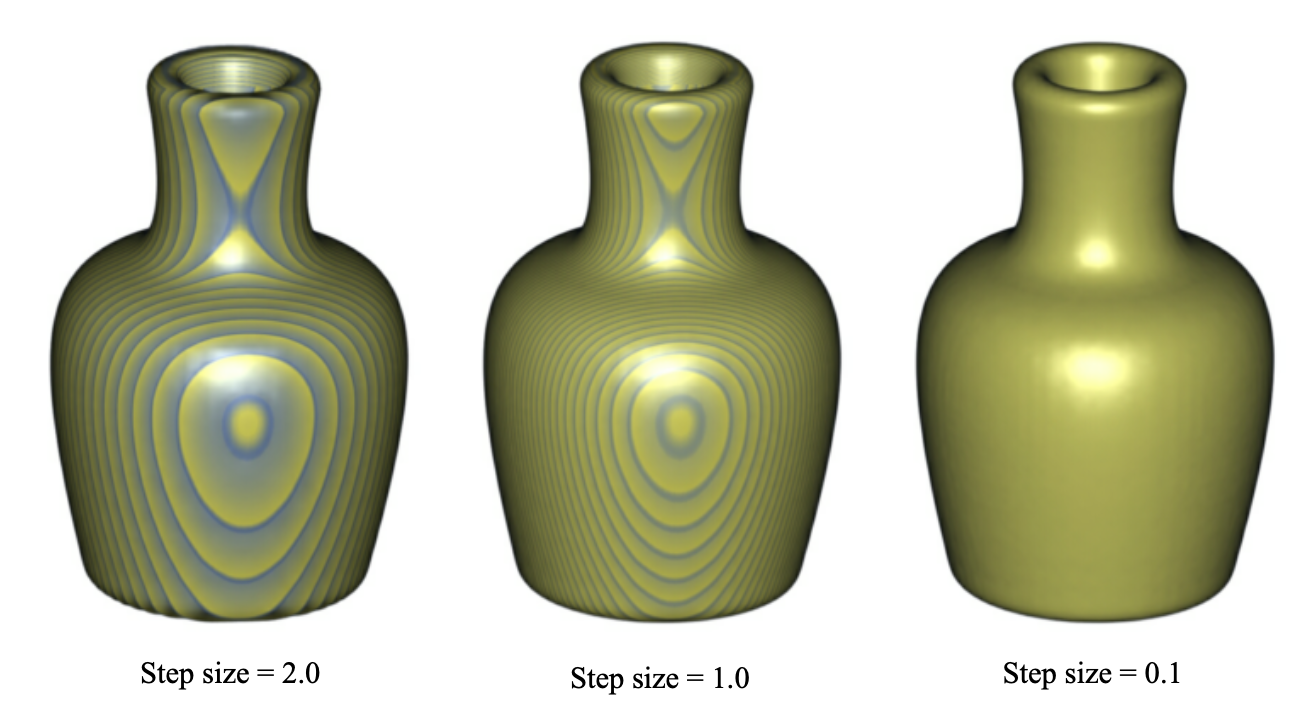 Step size = 2.0
Step size = 1.0
Step size = 0.1